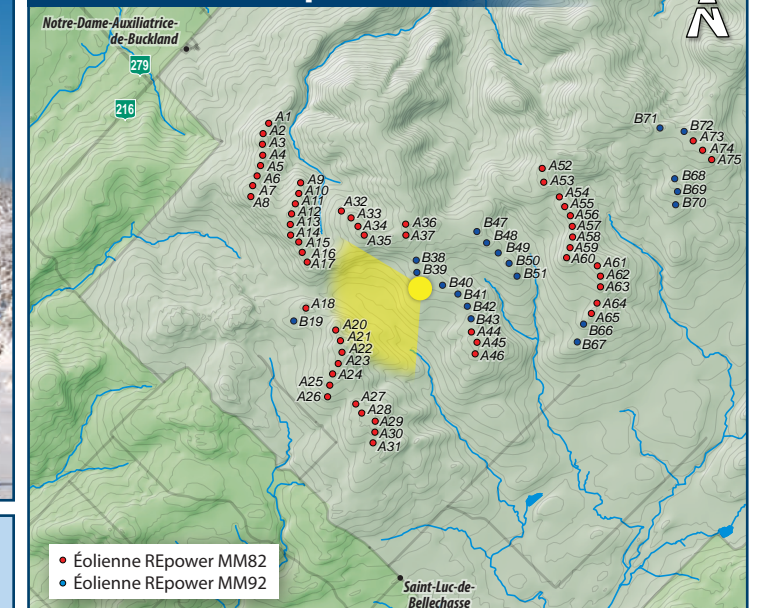 N
Notre-Dame-Auxiliatrice-
de-Buckland
279
216
A1
A2
A3
A4
A5
A6
A7
A8
A9
A10
A11
A12
A13
A14
A15
A16
A17
A18
B19
A20
A21
A22
A23
A24
A25
A26
A27
A28
A29
A30
A31
A32
A33
A34
A35
A36
A37
B38
B39
B40
B41
B42
B43
A44
A45
A46
B47
B48
B49
B50
B51
A52
A53
A54
A55
A56
A57
A58
A59
A60
A61
A62
A63
A64
A65
B66
B67
B68
B69
B70
B71
B72
A73
A74
A75
Éolienne REpower MM82
Éolienne REpower MM92
Saint-Luc-de-
Bellechasse